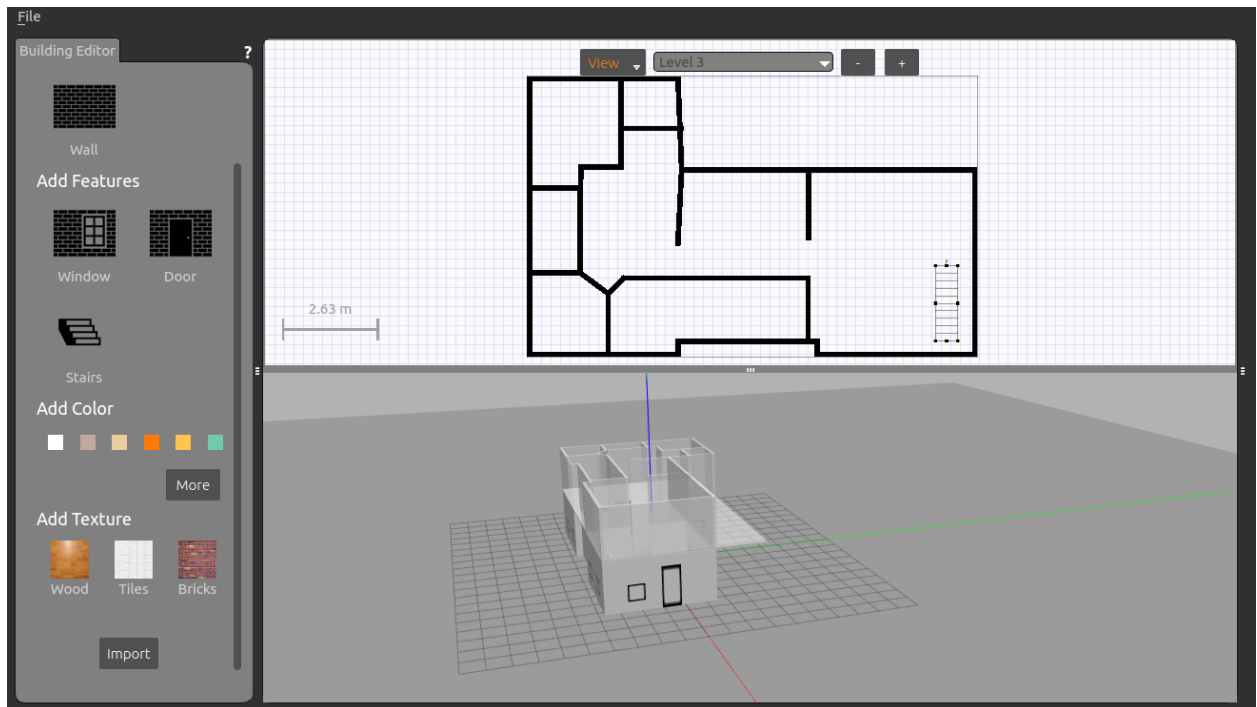 File
Building Editor
?
Wall
Add Features
Window Door
Stairs
Add Color
More
Add Texture
Wood Tiles Bricks
Import
View Level 3 - +
2.63 m